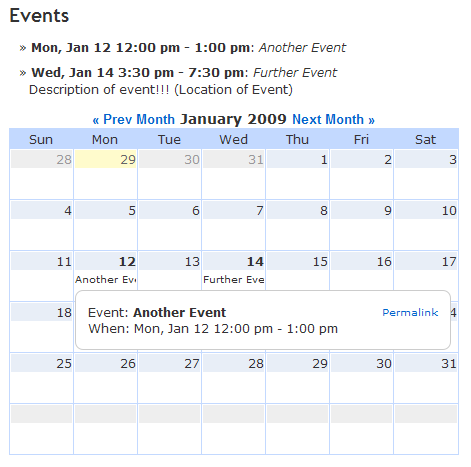 Events
» Mon, Jan 12 12:00 pm - 1:00 pm: Another Event
» Wed, Jan 14 3:30 pm - 7:30 pm: Further Event
Description of event!!! (Location of Event)
« Prev Month January 2009 Next Month »
Sun Mon Tue Wed Thu Fri Sat
28 29 30 31 1 2 3
4 5 6 7 8 9 10
11 12 13 14 15 16 17
Another Eve Further Eve
18 4
Event: Another Event Permalink
When: Mon, Jan 12 12:00 pm - 1:00 pm
25 26 27 28 29 30 31